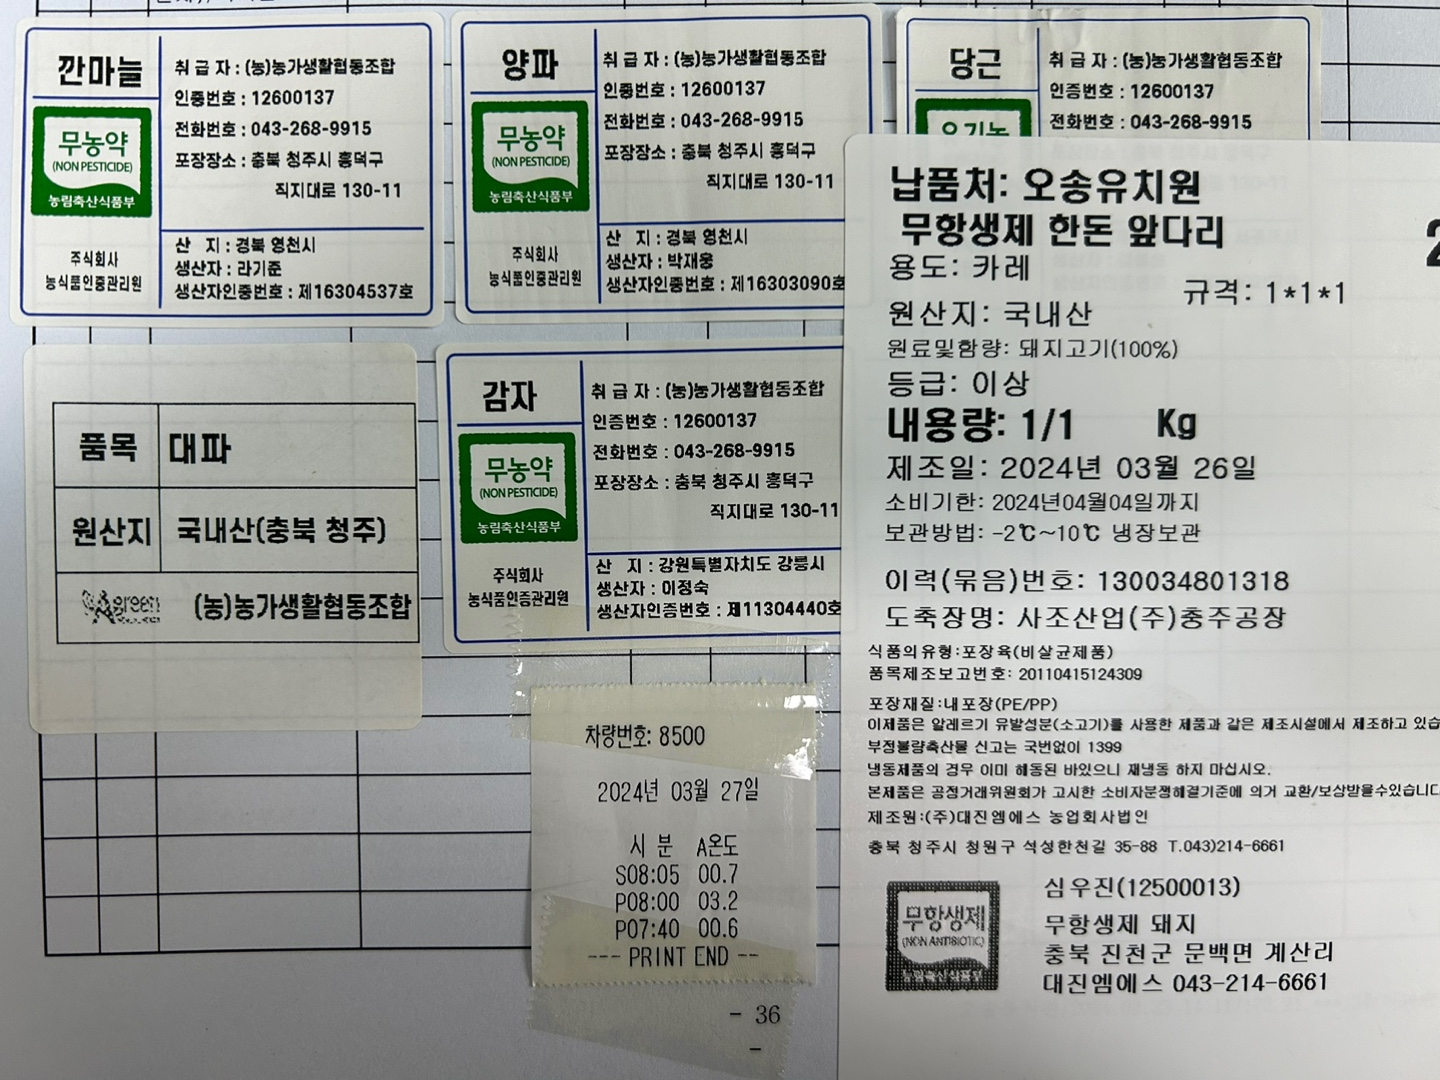 깐마늘
무농약
(NON PESTICIDE)
농림축산식품부
주식회사
농식품인증관리원
취 급 자 : (농)농가생활협동조합
인증번호 : 12600137
전화번호 : 043-268-9915
포장장소 : 충북 청주시 흥덕구
직지대로 130-11
산 지 : 경북 영천시
생산자 : 라기준
생산자인증번호 : 제16304537호
양파
무농약
(NON PESTICIDE)
농림축산식품부
주식회사
농식품인증관리원
취 급 자 : (농)농가생활협동조합
인증번호 : 12600137
전화번호 : 043-268-9915
포장장소 : 충북 청주시 흥덕구
직지대로 130-11
산 지 : 경북 영천시
생산자 : 박재웅
생산자인증번호 : 제16303090호
당근
취 급 자 : (농)농가생활협동조합
인증번호 : 12600137
전화번호 : 043-268-9915
품목 대파
원산지 국내산(충북 청주)
Agreen (농)농가생활협동조합
감자
무농약
(NON PESTICIDE)
농림축산식품부
주식회사
농식품인증관리원
취 급 자 : (농)농가생활협동조합
인증번호 : 12600137
전화번호 : 043-268-9915
포장장소 : 충북 청주시 흥덕구
직지대로 130-11
산 지 : 강원특별자치도 강릉시
생산자 : 이정숙
생산자인증번호 : 제11304440호
차량번호: 8500
2024년 03월 27일
시 분 A온도
S08:05 00.7
P08:00 03.2
P07:40 00.6
--- PRINT END --
- 36
-
납품처: 오송유치원
무항생제 한돈 앞다리
용도: 카레
규격: 1*1*1
원산지: 국내산
원료및함량: 돼지고기(100%)
등급: 이상
내용량: 1/1 Kg
제조일: 2024년 03월 26일
소비기한: 2024년04월04일까지
보관방법: -2℃~10℃ 냉장보관
이력(묶음)번호: 130034801318
도축장명: 사조산업(주)충주공장
식품의유형:포장육(비살균제품)
품목제조보고번호: 20110415124309
포장재질:내포장(PE/PP)
이제품은 알레르기 유발성분(소고기)를 사용한 제품과 같은 제조시설에서 제조하고 있습
부정불량축산물 신고는 국번없이 1399
냉동제품의 경우 이미 해동된 바있으니 재냉동 하지 마십시오.
본제품은 공정거래위원회가 고시한 소비자분쟁해결기준에 의거 교환/보상받을수있습니다
제조원:(주)대진엠에스 농업회사법인
충북 청주시 청원구 석성한천길 35-88 T.043)214-6661
무항생제
(NON ANTIBIOTIC)
농림축산식품부
심우진(12500013)
무항생제 돼지
충북 진천군 문백면 계산리
대진엠에스 043-214-6661